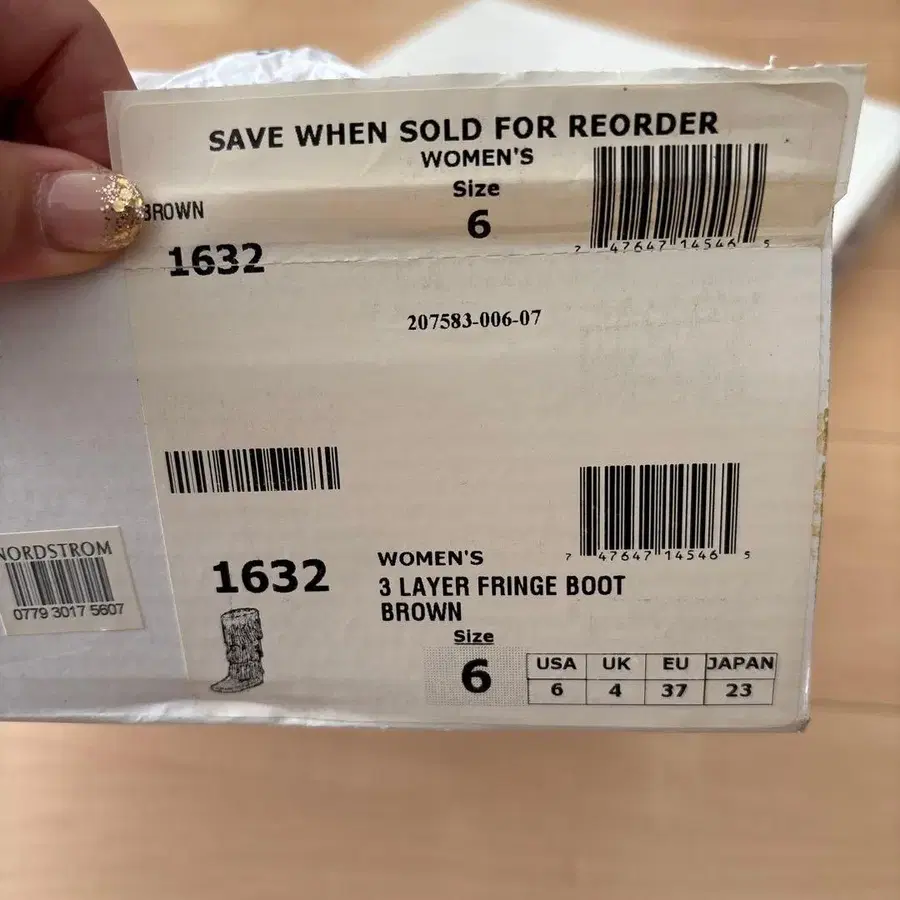 SAVE WHEN SOLD FOR REORDER
WOMEN'S
Size
BROWN
6
1632
7 47647 14546 5
207583-006-07
7 47647 14546 5
NORDSTROM
0779 3017 5607
1632
WOMEN'S
3 LAYER FRINGE BOOT
BROWN
Size
6
USA UK EU JAPAN
6 4 37 23